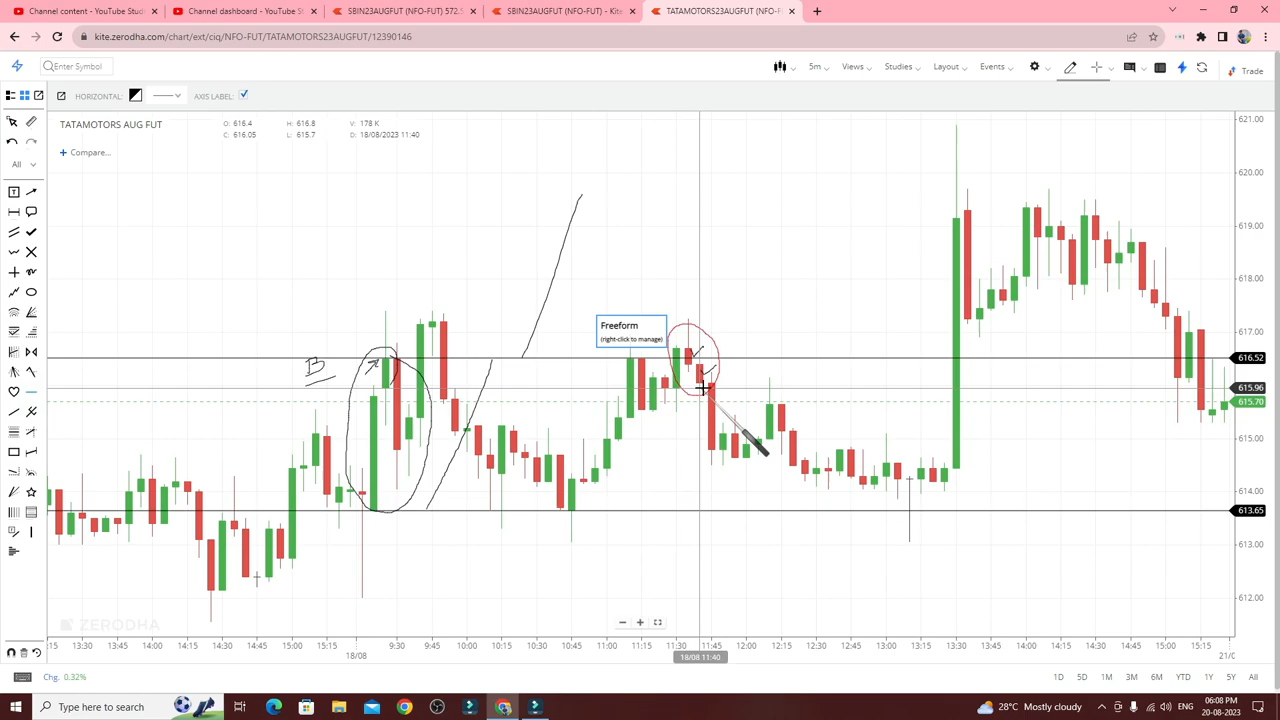 Channel content - YouTube Studi
Channel dashboard - YouTube S
SBIN23AUGFUT (NFO-FUT) 572.5
SBIN23AUGFUT (NFO-FUT) - Kite
TATAMOTORS23AUGFUT (NFO-F
kite.zerodha.com/chart/ext/ciq/NFO-FUT/TATAMOTORS23AUGFUT/12390146
Enter Symbol
5m
Views
Studies
Layout
Events
Trade
HORIZONTAL:
AXIS LABEL:
TATAMOTORS AUG FUT
O: 616.4 H: 616.8 V: 178 K
C: 616.05 L: 615.7 D: 18/08/2023 11:40
+ Compare...
All
T
B
Freeform
(right-click to manage)
621.00
620.00
619.00
618.00
617.00
616.52
615.96
615.70
615.00
614.00
613.65
613.00
612.00
ZERODHA
:15 13:30 13:45 14:00 14:15 14:30 14:45 15:00 15:15 9:30 9:45 10:00 10:15 10:30 10:45 11:00 11:15 11:30 11:45 12:00 12:15 12:30 12:45 13:00 13:15 13:30 13:45 14:00 14:15 14:30 14:45 15:00 15:15
18/08
18/08 11:40
21/0
Chg. 0.32%
1D 5D 1M 3M 6M YTD 1Y 5Y All
Type here to search
28°C Mostly cloudy
ENG
06:08 PM
20-08-2023